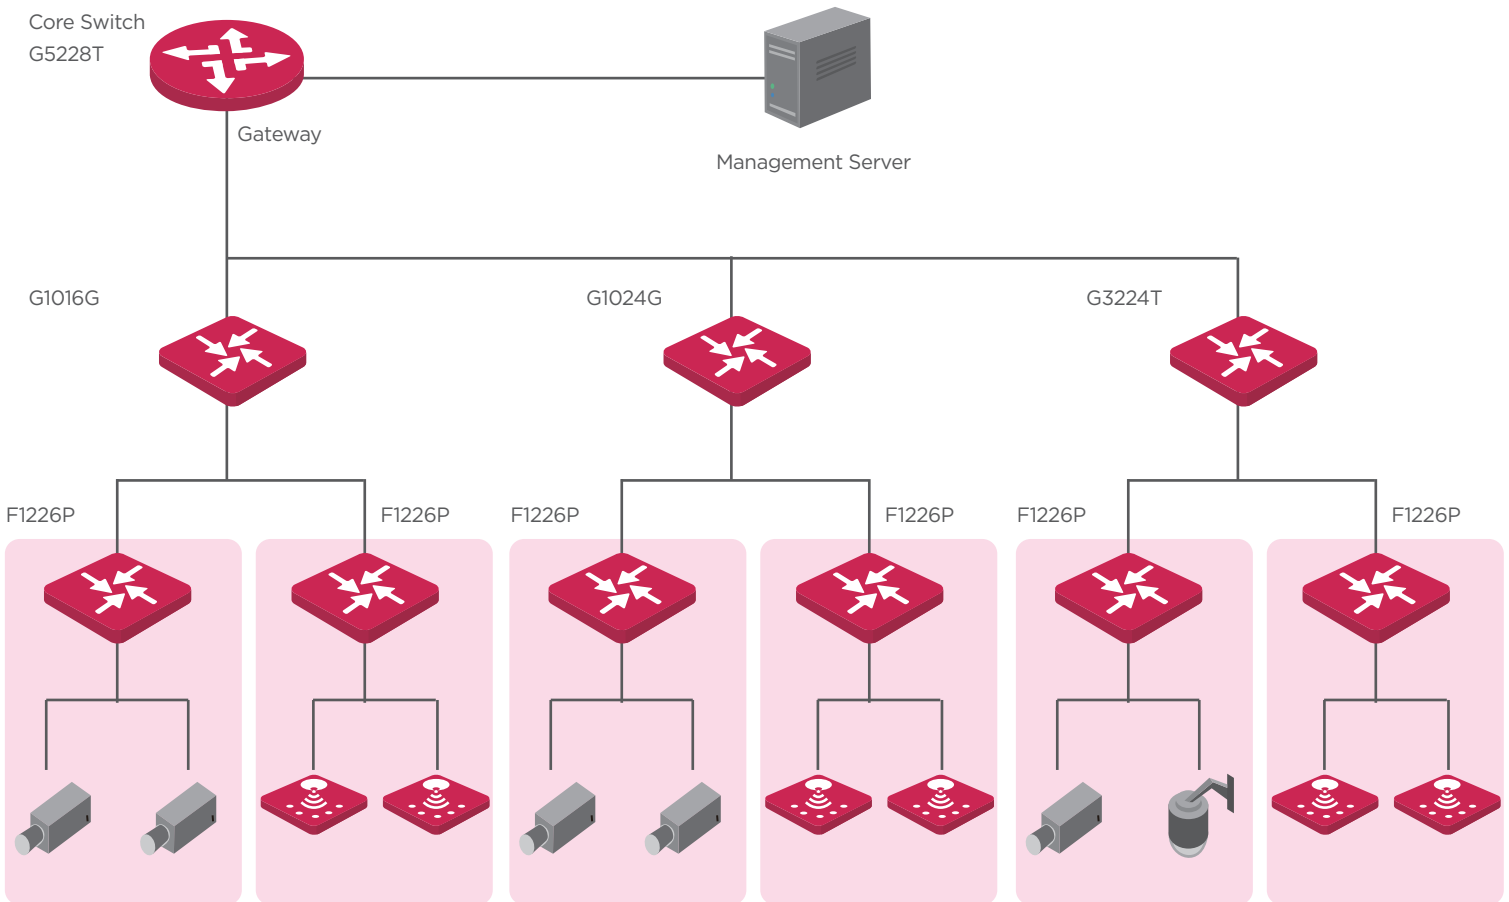 Core Switch
G5228T
Gateway
Management Server
G1016G
G1024G
G3224T
F1226P
F1226P
F1226P
F1226P
F1226P
F1226P